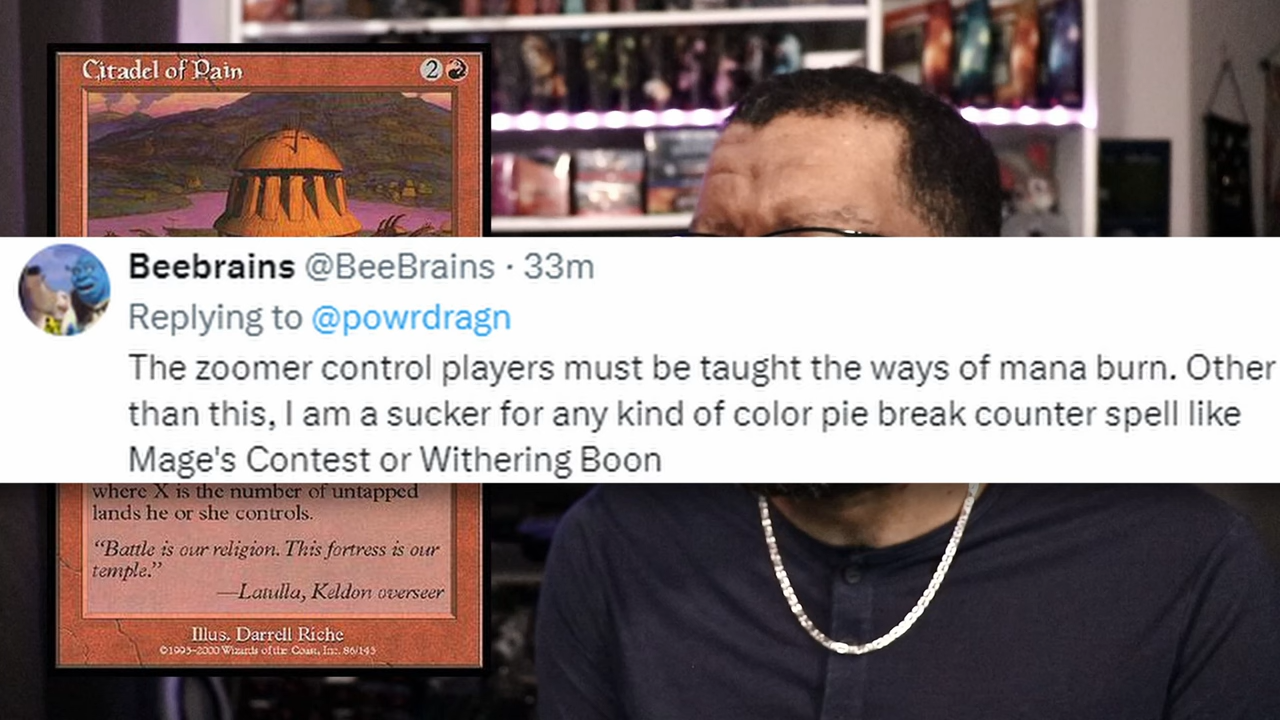 Citadel of Pain
2
Beebrains @BeeBrains · 33m
Replying to @powrdragn
The zoomer control players must be taught the ways of mana burn. Other
than this, I am a sucker for any kind of color pie break counter spell like
Mage's Contest or Withering Boon
where X is the number of untapped
lands he or she controls.
“Battle is our religion. This fortress is our
temple.”
—Latulla, Keldon overseer
Illus. Darrell Riche
©1993–2000 Wizards of the Coast, Inc. 86/143